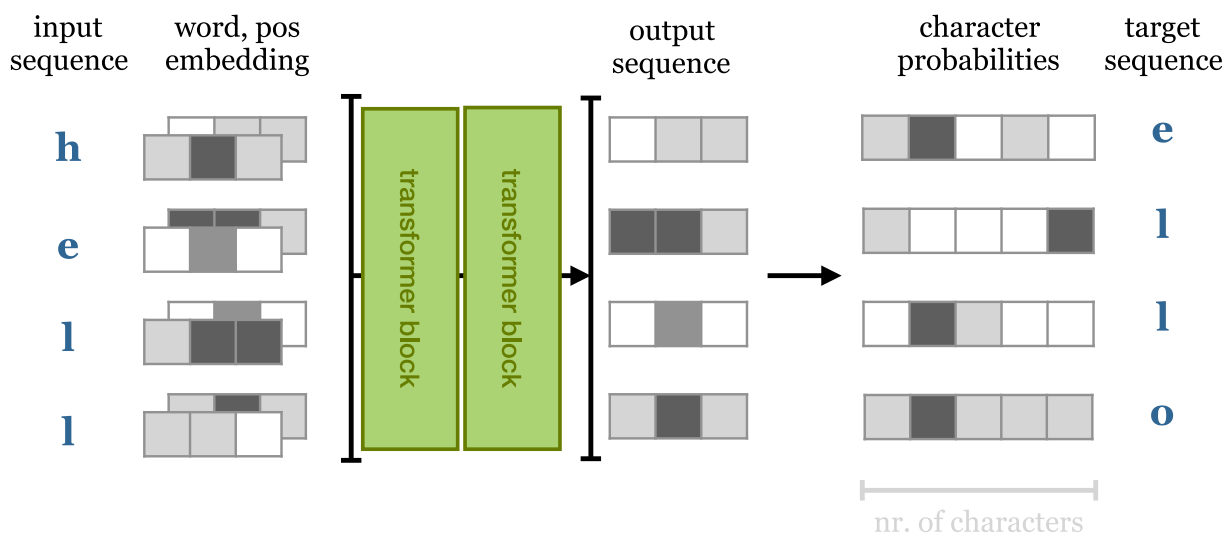 input
sequence
word, pos
embedding
output
sequence
character
probabilities
target
sequence
h
e
e
l
l
l
l
o
transformer block
transformer block
nr. of characters